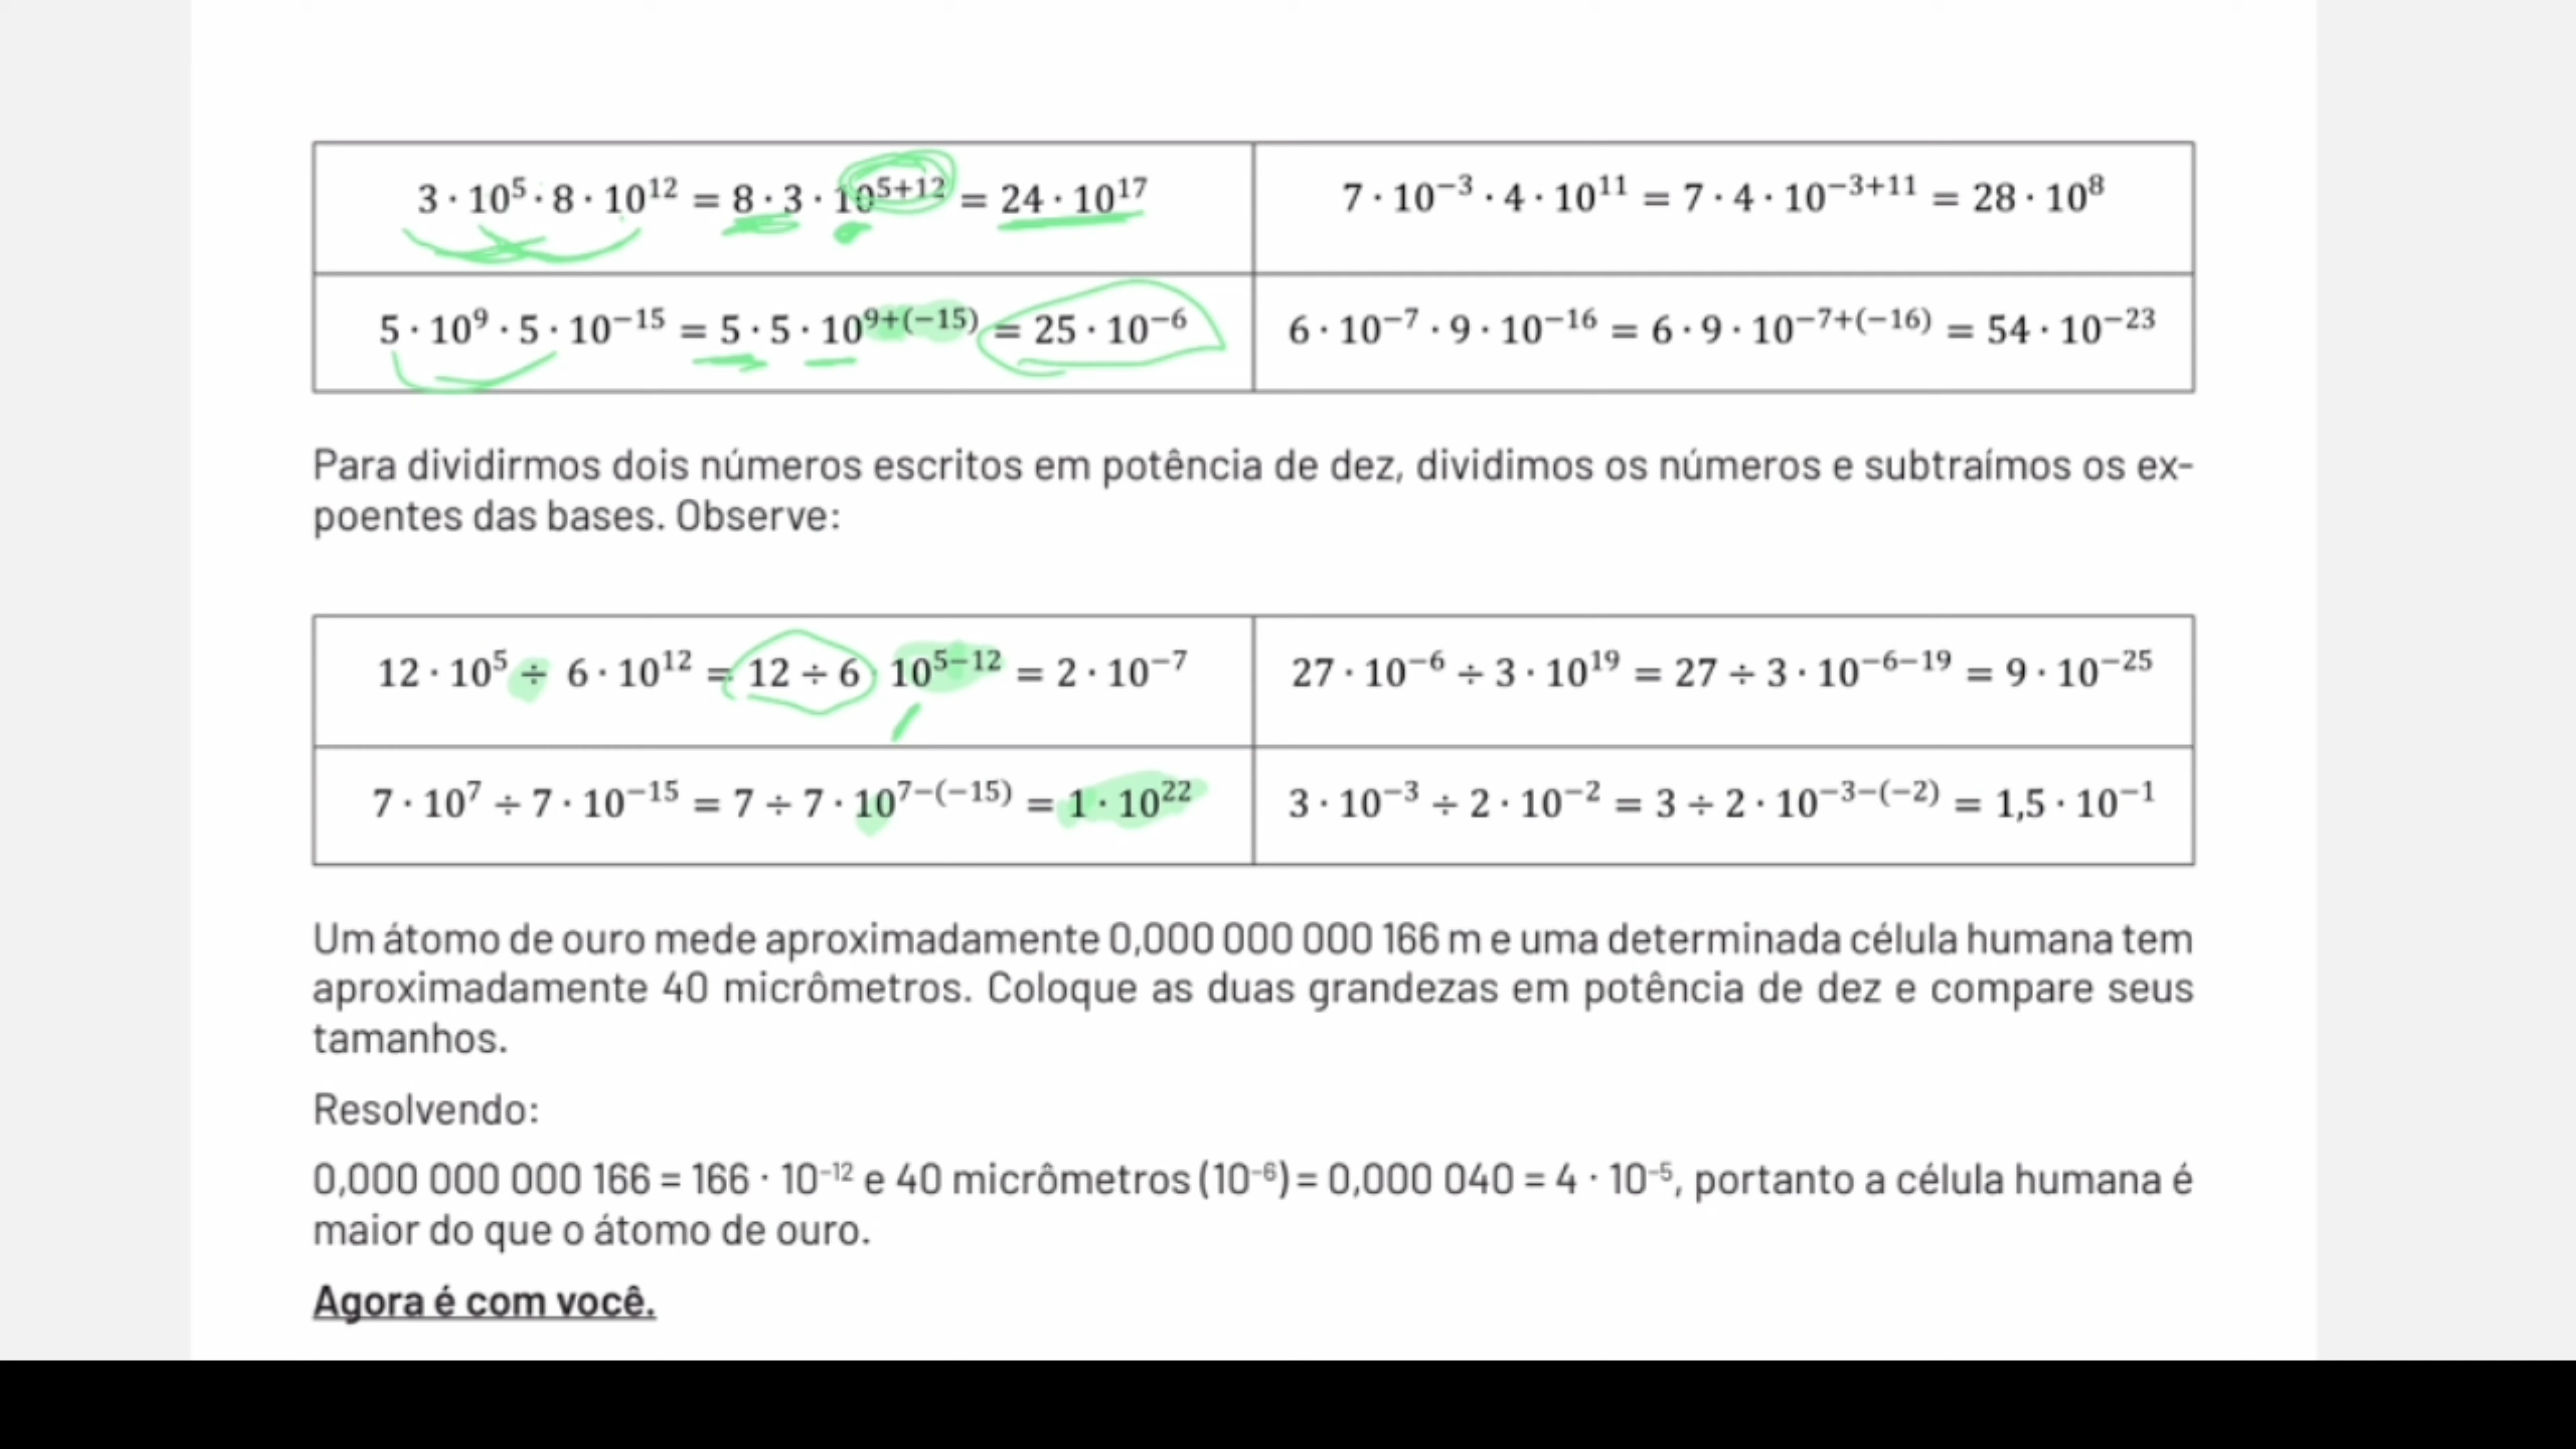 3 · 10⁵ · 8 · 10¹² = 8 · 3 · 10⁵⁺¹² = 24 · 10¹⁷
7 · 10⁻³ · 4 · 10¹¹ = 7 · 4 · 10⁻³⁺¹¹ = 28 · 10⁸
5 · 10⁹ · 5 · 10⁻¹⁵ = 5 · 5 · 10⁹⁺⁽⁻¹⁵⁾ = 25 · 10⁻⁶
6 · 10⁻⁷ · 9 · 10⁻¹⁶ = 6 · 9 · 10⁻⁷⁺⁽⁻¹⁶⁾ = 54 · 10⁻²³
Para dividirmos dois números escritos em potência de dez, dividimos os números e subtraímos os ex-
poentes das bases. Observe:
12 · 10⁵ ÷ 6 · 10¹² = 12 ÷ 6 · 10⁵⁻¹² = 2 · 10⁻⁷
27 · 10⁻⁶ ÷ 3 · 10¹⁹ = 27 ÷ 3 · 10⁻⁶⁻¹⁹ = 9 · 10⁻²⁵
7 · 10⁷ ÷ 7 · 10⁻¹⁵ = 7 ÷ 7 · 10⁷⁻⁽⁻¹⁵⁾ = 1 · 10²²
3 · 10⁻³ ÷ 2 · 10⁻² = 3 ÷ 2 · 10⁻³⁻⁽⁻²⁾ = 1,5 · 10⁻¹
Um átomo de ouro mede aproximadamente 0,000 000 000 166 m e uma determinada célula humana tem
aproximadamente 40 micrômetros. Coloque as duas grandezas em potência de dez e compare seus
tamanhos.
Resolvendo:
0,000 000 000 166 = 166 · 10⁻¹² e 40 micrômetros (10⁻⁶) = 0,000 040 = 4 · 10⁻⁵, portanto a célula humana é
maior do que o átomo de ouro.
Agora é com você.